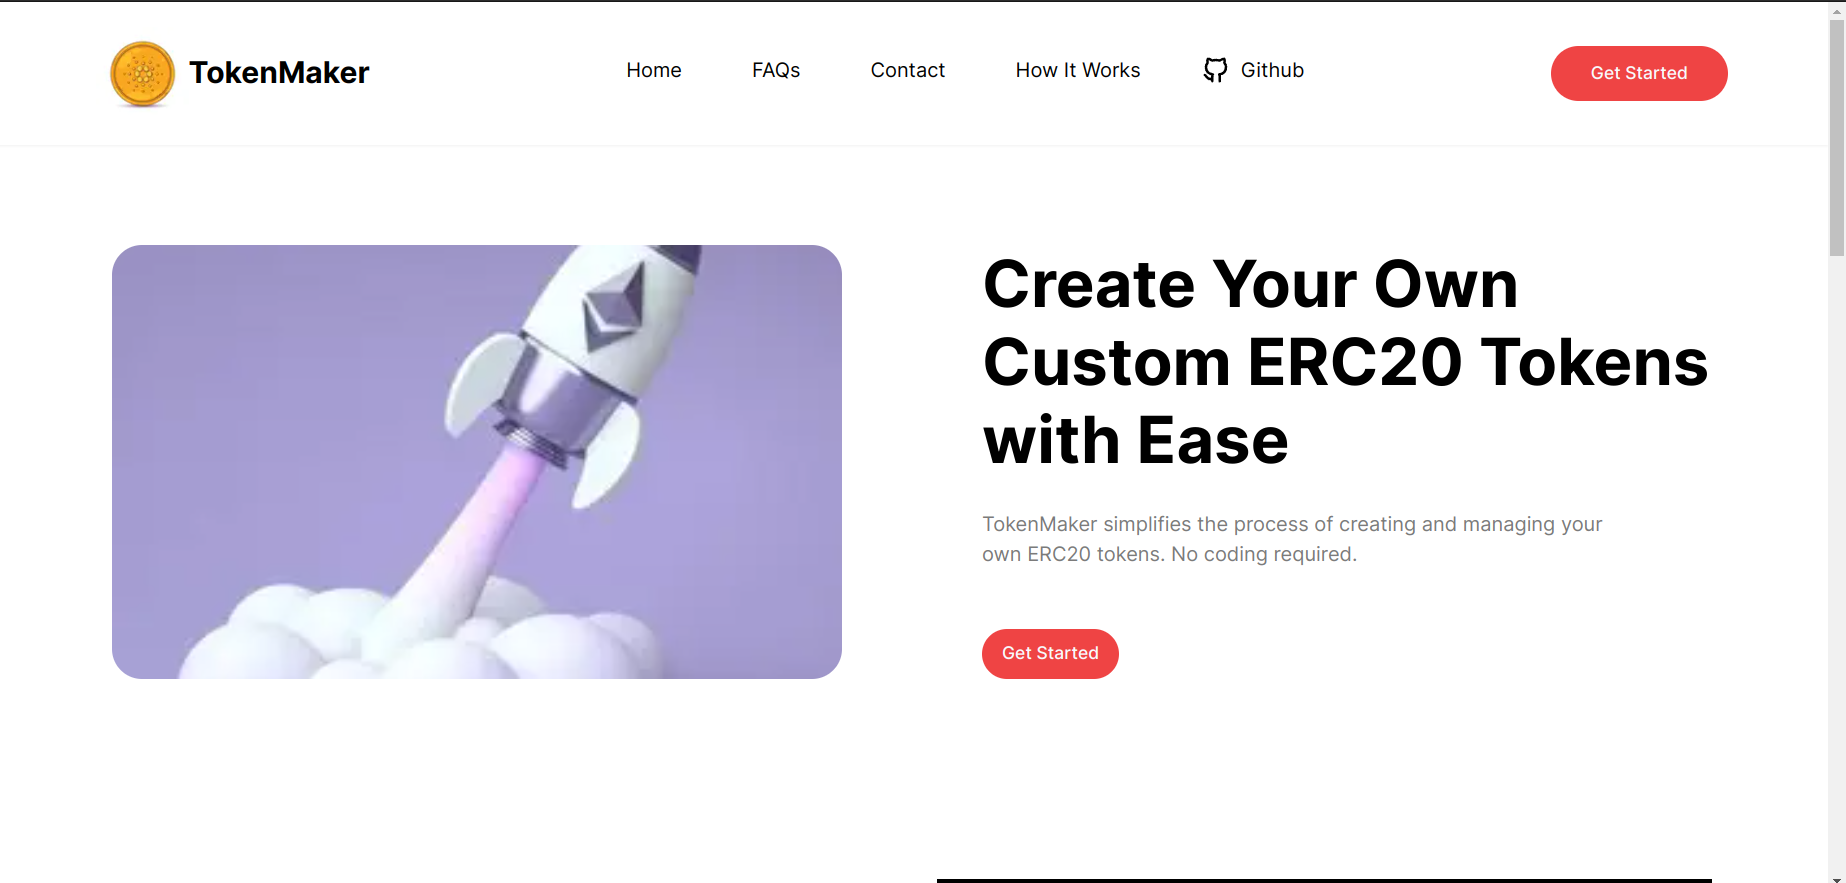 TokenMaker
Home
FAQs
Contact
How It Works
Github
Get Started
Create Your Own
Custom ERC20 Tokens
with Ease
TokenMaker simplifies the process of creating and managing your
own ERC20 tokens. No coding required.
Get Started